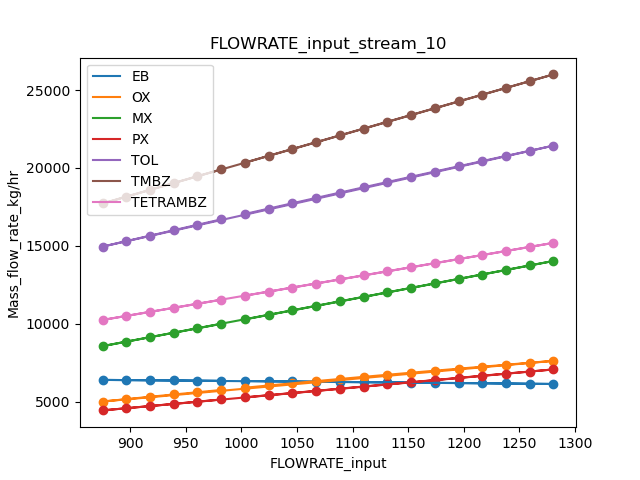 FLOWRATE_input_stream_10
EB
OX
MX
PX
TOL
TMBZ
TETRAMBZ
25000
20000
15000
10000
5000
Mass_flow_rate_kg/hr
900 950 1000 1050 1100 1150 1200 1250 1300
FLOWRATE_input